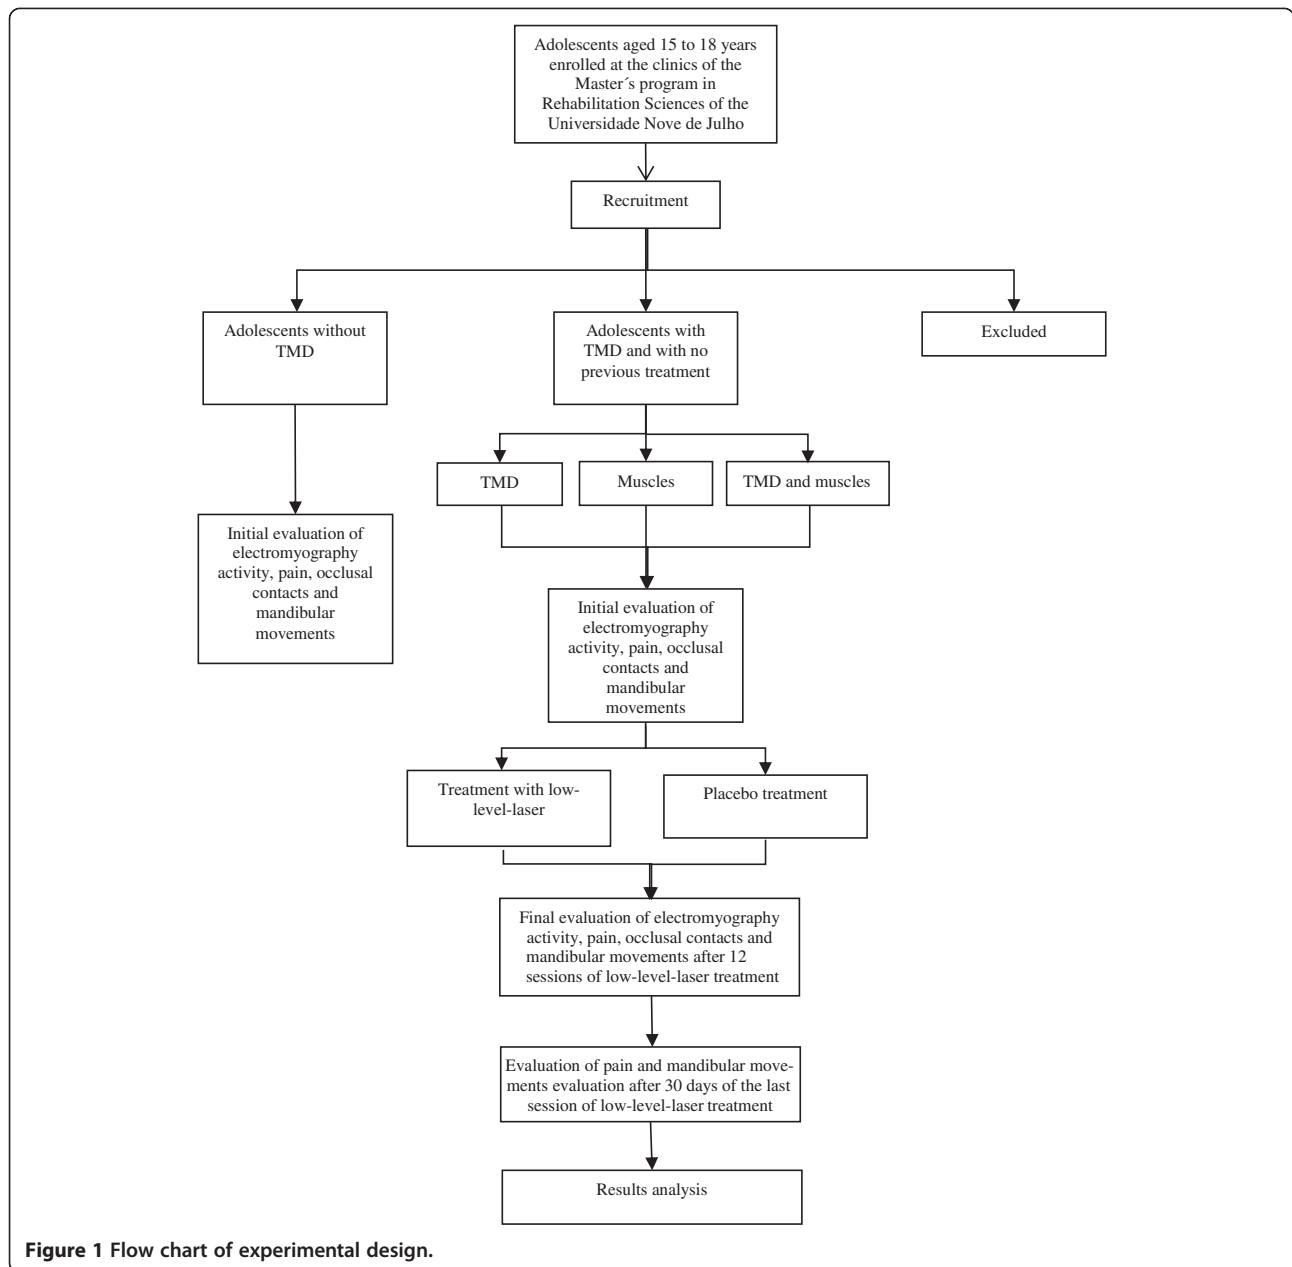 Adolescents aged 15 to 18 years
enrolled at the clinics of the
Master´s program in
Rehabilitation Sciences of the
Universidade Nove de Julho
Recruitment
Adolescents without
TMD
Adolescents with
TMD and with no
previous treatment
Excluded
TMD
Muscles
TMD and muscles
Initial evaluation of
electromyography
activity, pain, occlusal
contacts and
mandibular
movements
Initial evaluation of
electromyography
activity, pain, occlusal
contacts and
mandibular
movements
Treatment with low-
level-laser
Placebo treatment
Final evaluation of electromyography
activity, pain, occlusal contacts and
mandibular movements after 12
sessions of low-level-laser treatment
Evaluation of pain and mandibular move-
ments evaluation after 30 days of the last
session of low-level-laser treatment
Results analysis
Figure 1 Flow chart of experimental design.